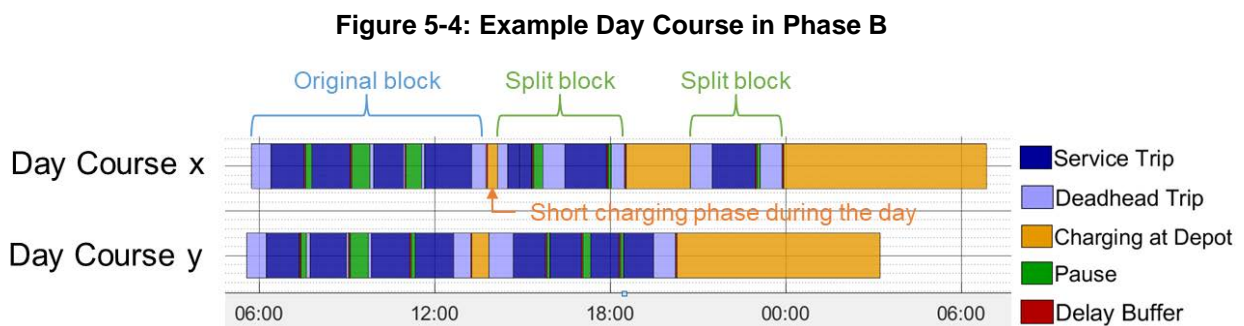 Figure 5-4: Example Day Course in Phase B
Original block
Split block
Split block
Day Course x
Short charging phase during the day
Day Course y
06:00
12:00
18:00
00:00
06:00
Service Trip
Deadhead Trip
Charging at Depot
Pause
Delay Buffer